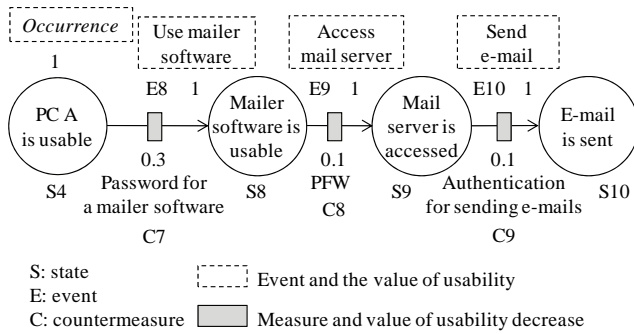 Occurrence
1
Use mailer
software
Access
mail server
Send
e-mail
E8 1
E9 1
E10 1
PC A
is usable
Mailer
software is
usable
Mail
server is
accessed
E-mail
is sent
0.3
0.1
0.1
S4
Password for
a mailer software
C7
S8
PFW
C8
S9
Authentication
for sending e-mails
C9
S10
S: state
E: event
C: countermeasure
Event and the value of usability
Measure and value of usability decrease